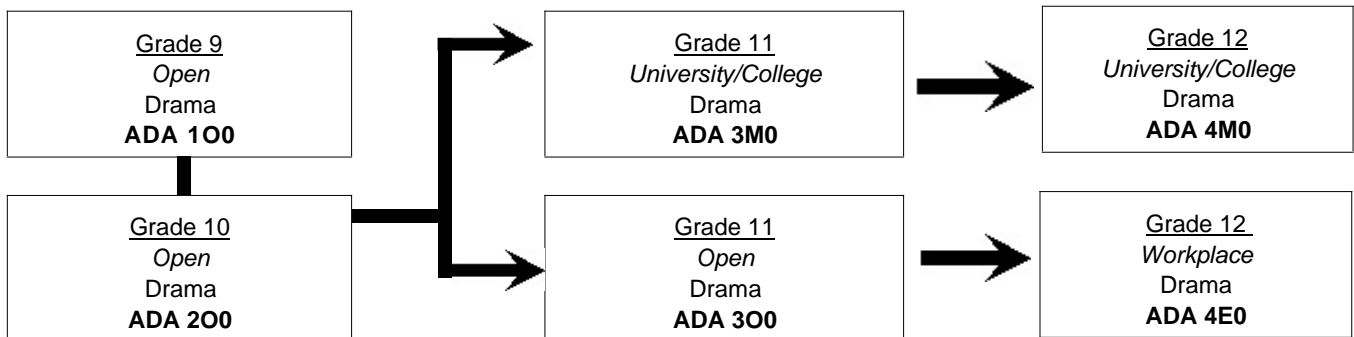 Grade 9
Open
Drama
ADA 1O0
Grade 10
Open
Drama
ADA 2O0
Grade 11
University/College
Drama
ADA 3M0
Grade 12
University/College
Drama
ADA 4M0
Grade 11
Open
Drama
ADA 3O0
Grade 12
Workplace
Drama
ADA 4E0